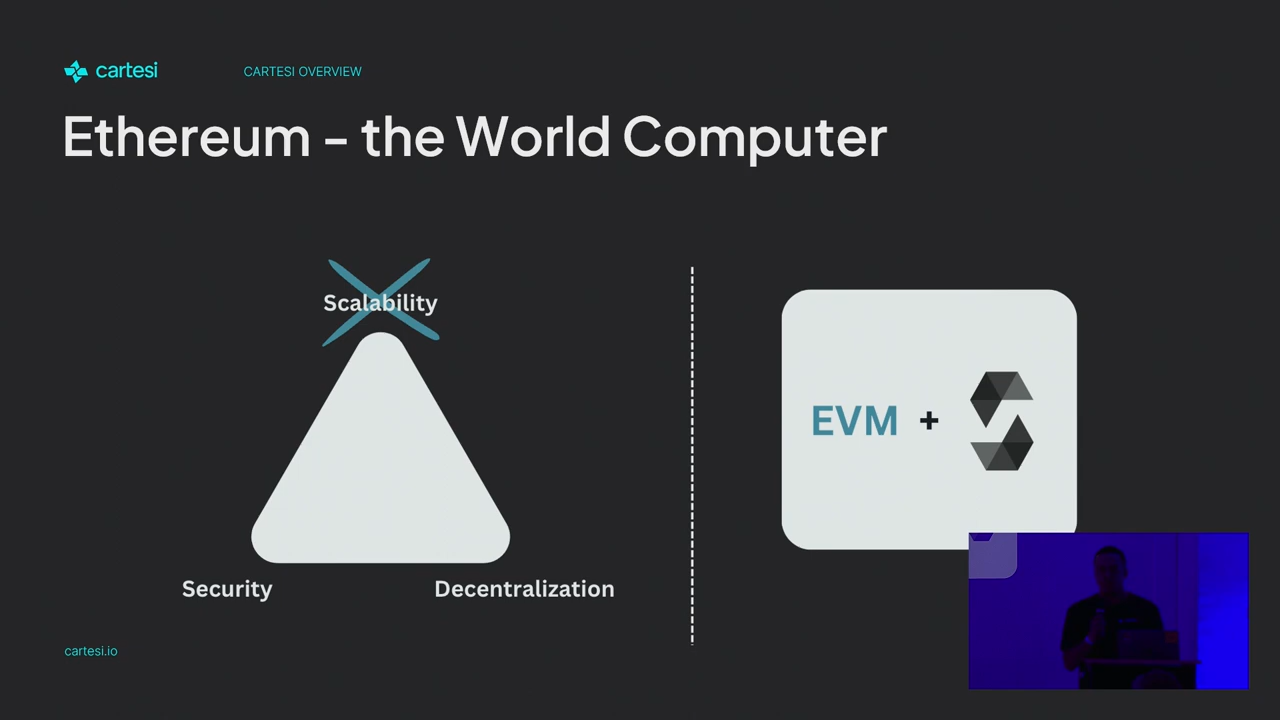 cartesi
CARTESI OVERVIEW
Ethereum – the World Computer
Scalability
Security
Decentralization
EVM +
cartesi.io